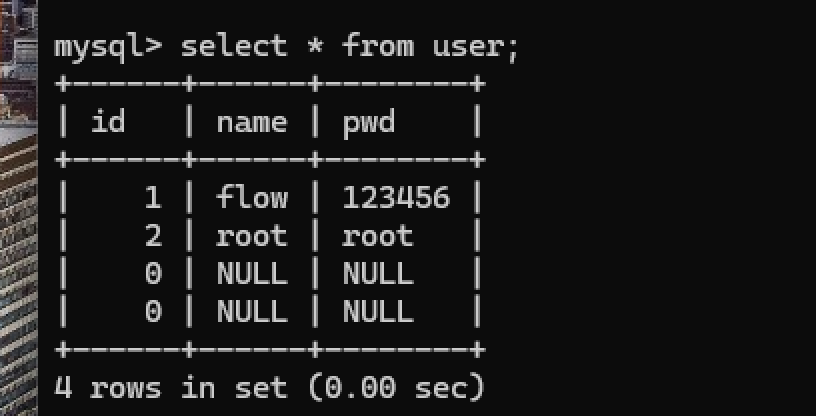 mysql> select * from user;
+------+------+--------+
| id   | name | pwd    |
+------+------+--------+
|    1 | flow | 123456 |
|    2 | root | root   |
|    0 | NULL | NULL   |
|    0 | NULL | NULL   |
+------+------+--------+
4 rows in set (0.00 sec)